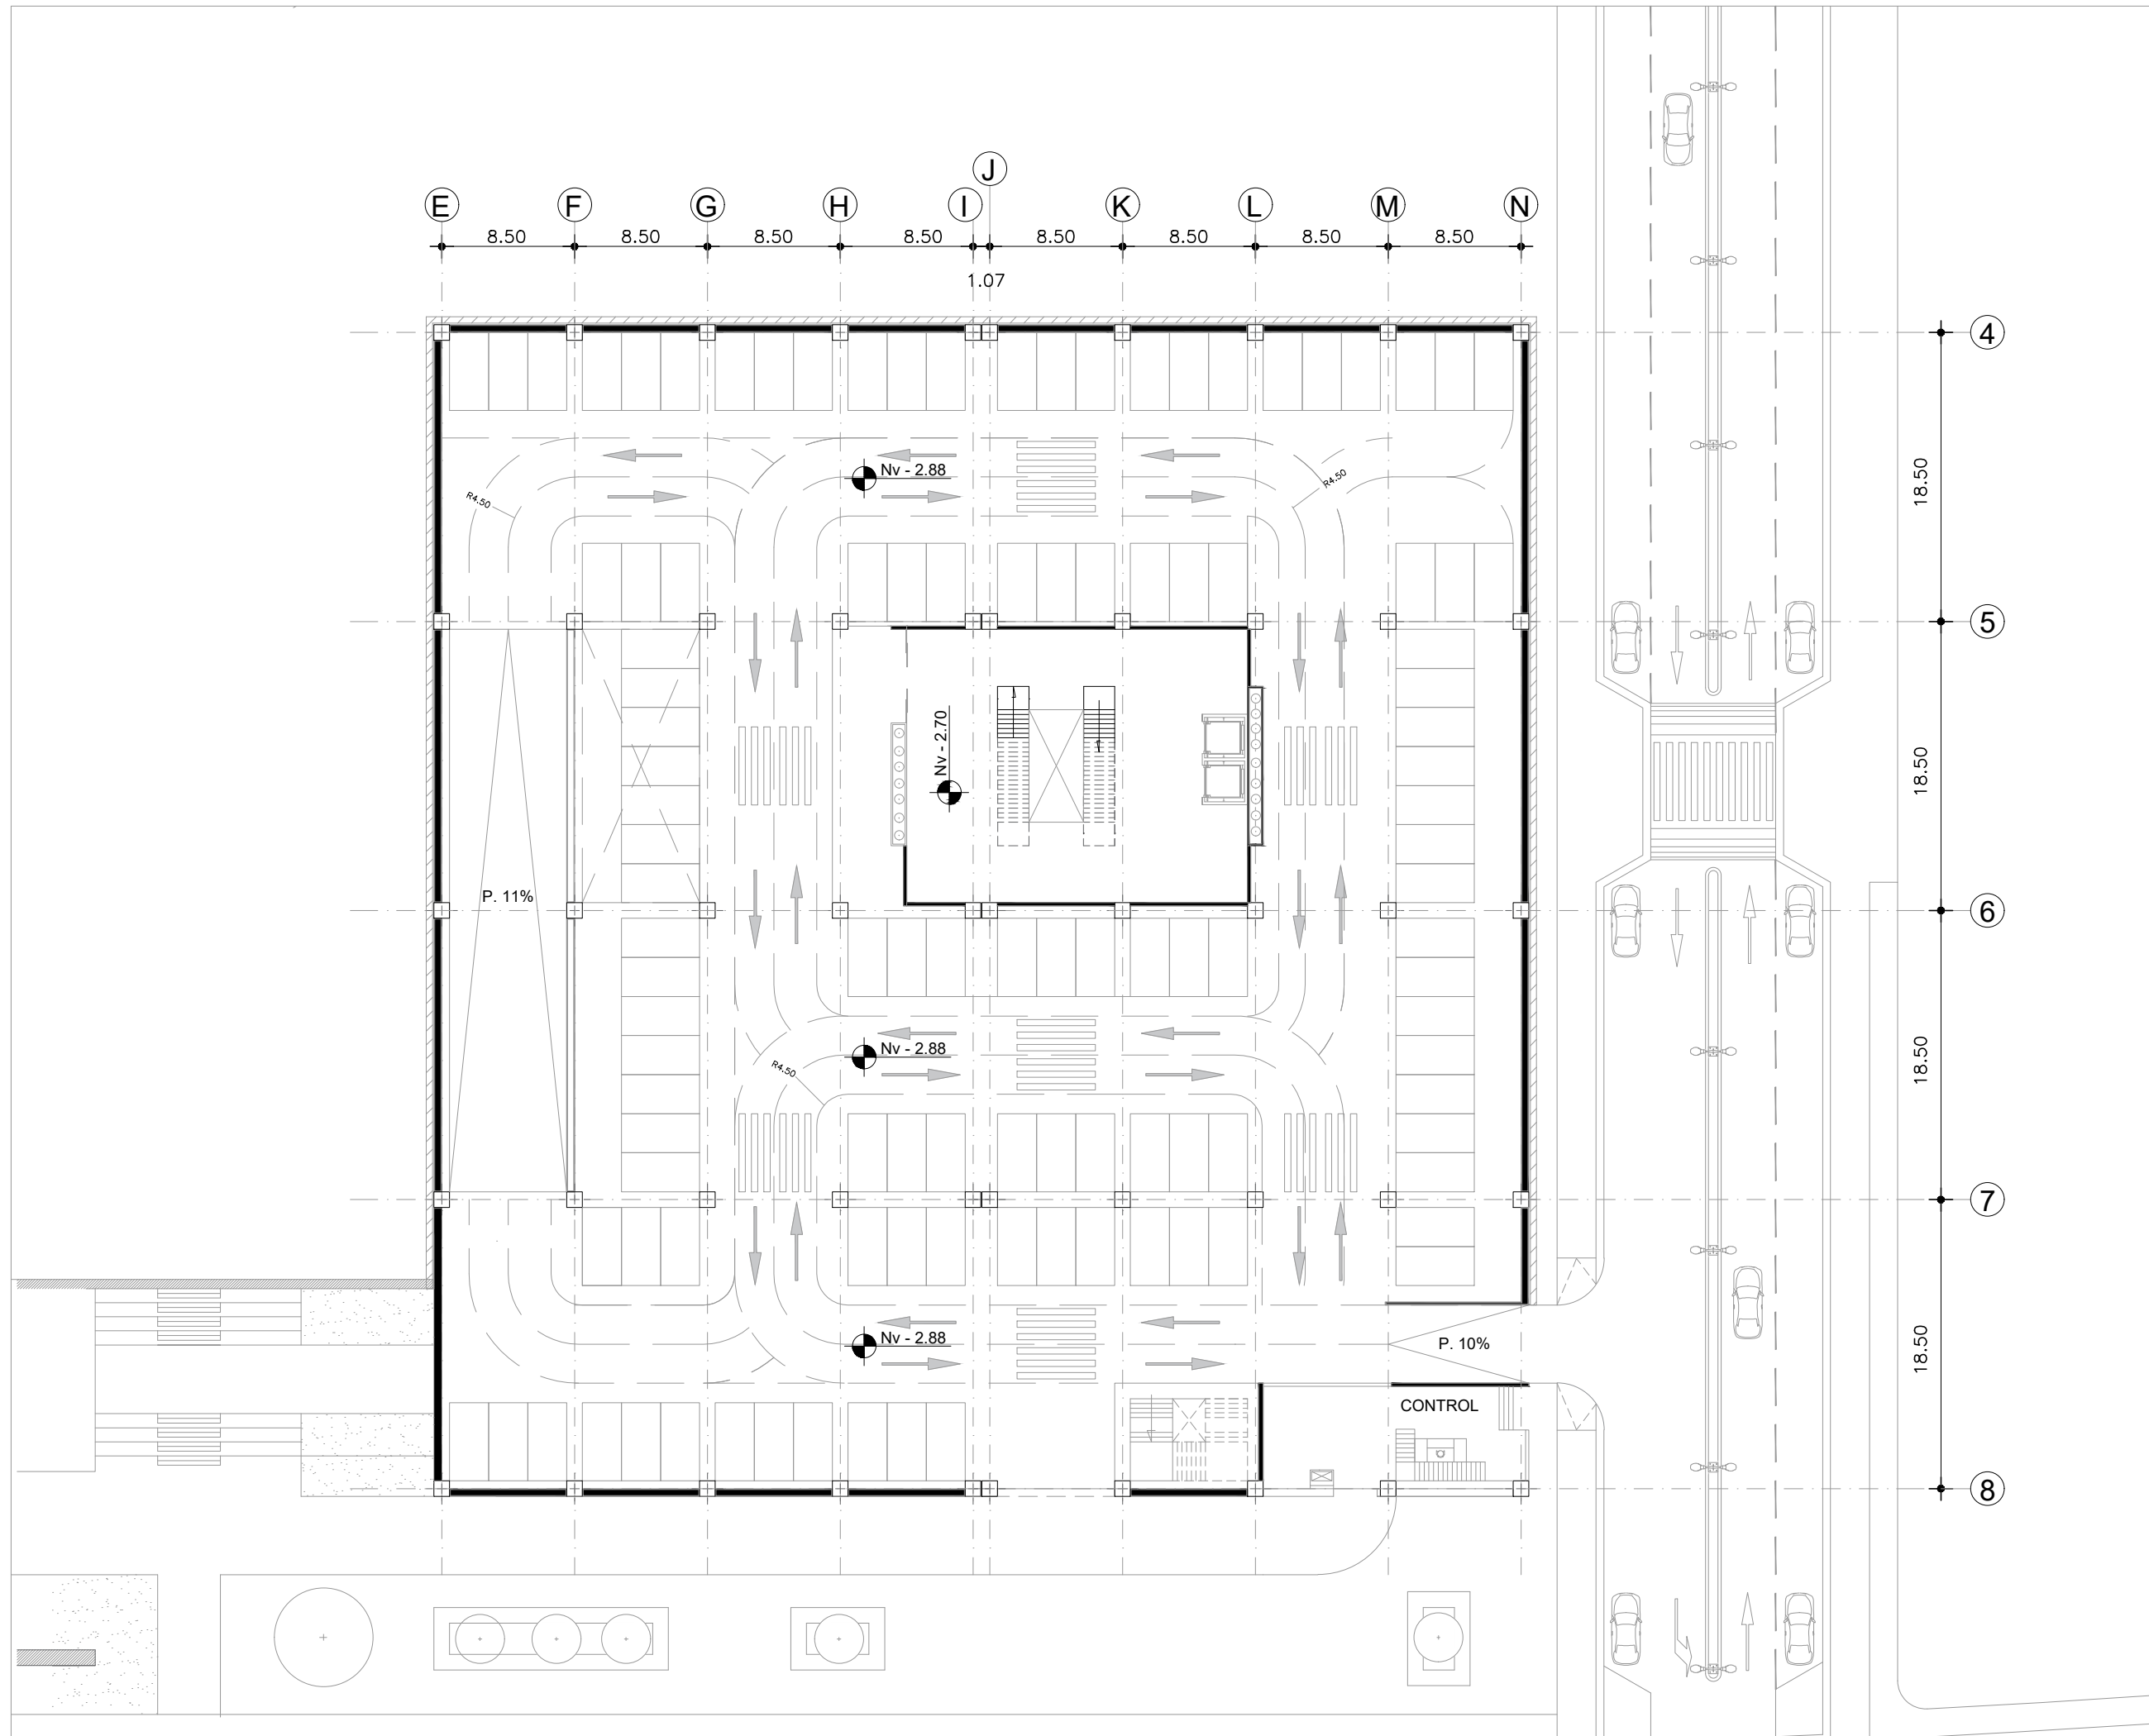 J
E F G H I K L M N
8.50 8.50 8.50 8.50 8.50 8.50 8.50 8.50
1.07
4
R4.50
Nv - 2.88
R4.50
18.50
5
Nv - 2.70
18.50
P. 11%
6
Nv - 2.88
R4.50
18.50
7
Nv - 2.88
P. 10%
18.50
CONTROL
8